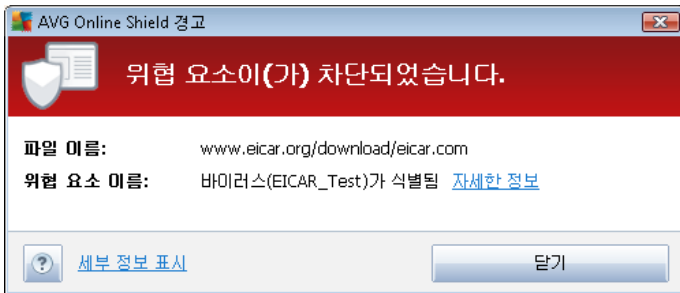 AVG Online Shield 경고
위협 요소이(가) 차단되었습니다.
파일 이름: www.eicar.org/download/eicar.com
위협 요소 이름: 바이러스(EICAR_Test)가 식별됨 자세한 정보
? 세부 정보 표시 닫기